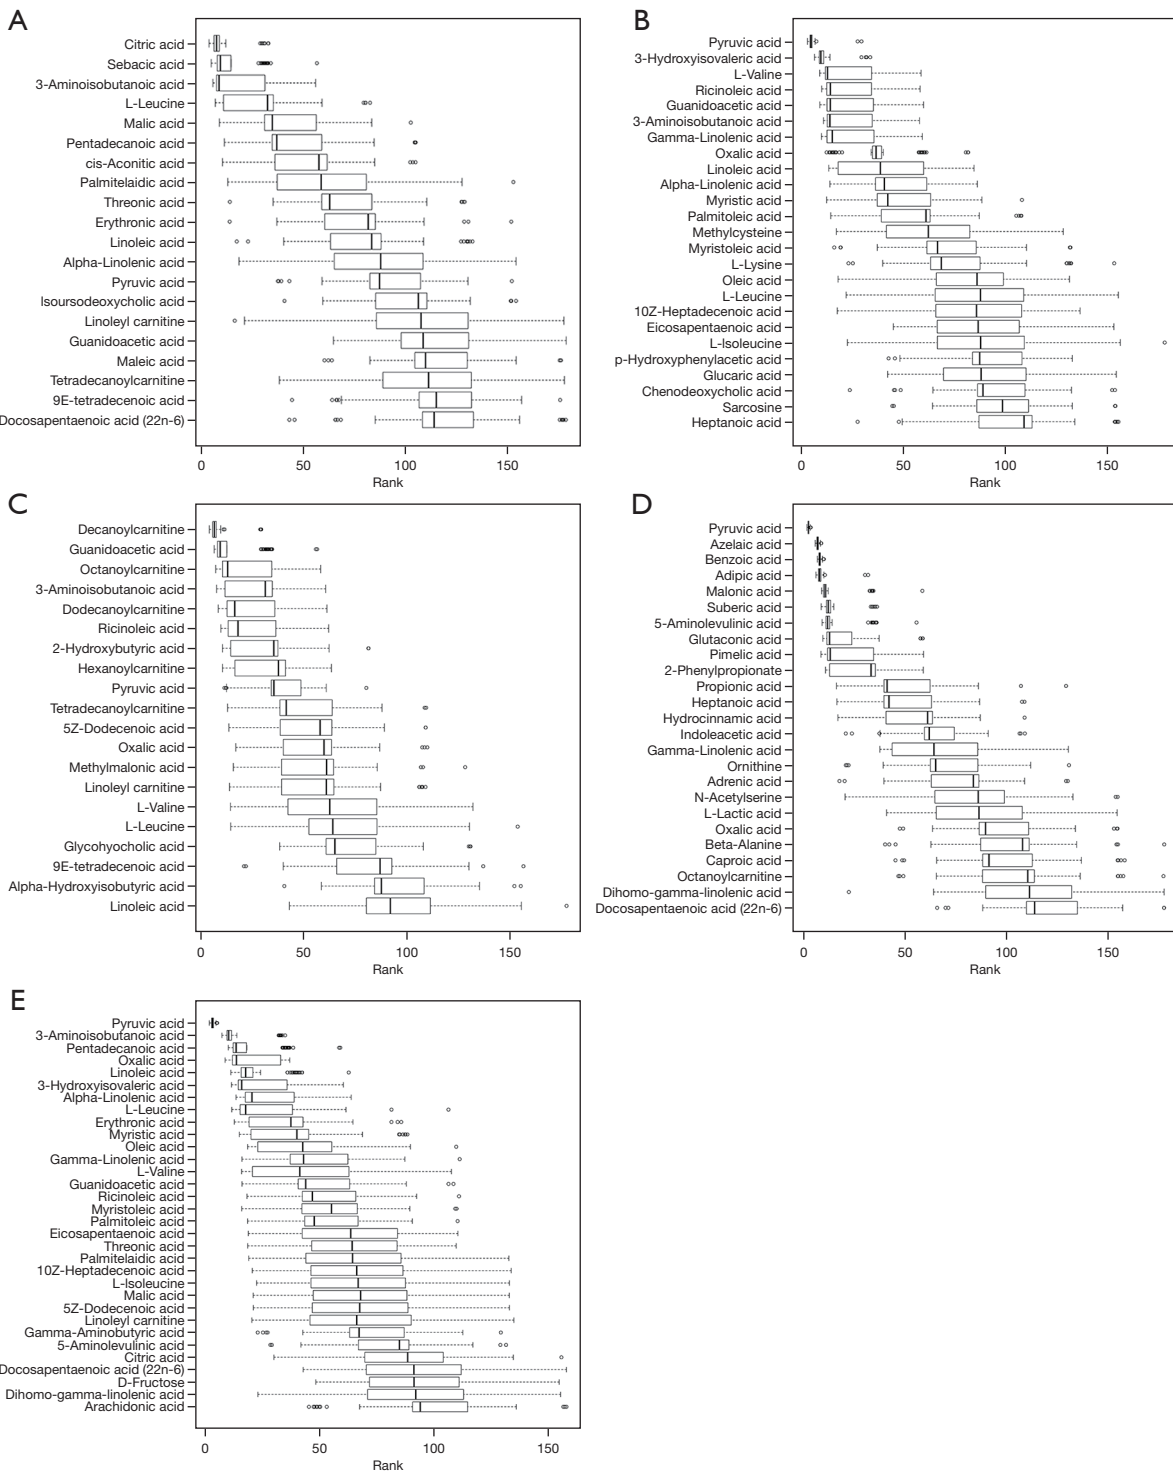 A
Citric acid
Sebacic acid
3-Aminoisobutanoic acid
L-Leucine
Malic acid
Pentadecanoic acid
cis-Aconitic acid
Palmitelaidic acid
Threonic acid
Erythronic acid
Linoleic acid
Alpha-Linolenic acid
Pyruvic acid
Isoursodeoxycholic acid
Linoleyl carnitine
Guanidoacetic acid
Maleic acid
Tetradecanoylcarnitine
9E-tetradecenoic acid
Docosapentaenoic acid (22n-6)
0 50 100 150
Rank
B
Pyruvic acid
3-Hydroxyisovaleric acid
L-Valine
Ricinoleic acid
Guanidoacetic acid
3-Aminoisobutanoic acid
Gamma-Linolenic acid
Oxalic acid
Linoleic acid
Alpha-Linolenic acid
Myristic acid
Palmitoleic acid
Methylcysteine
Myristoleic acid
L-Lysine
Oleic acid
L-Leucine
10Z-Heptadecenoic acid
Eicosapentaenoic acid
L-Isoleucine
p-Hydroxyphenylacetic acid
Glucaric acid
Chenodeoxycholic acid
Sarcosine
Heptanoic acid
0 50 100 150
Rank
C
Decanoylcarnitine
Guanidoacetic acid
Octanoylcarnitine
3-Aminoisobutanoic acid
Dodecanoylcarnitine
Ricinoleic acid
2-Hydroxybutyric acid
Hexanoylcarnitine
Pyruvic acid
Tetradecanoylcarnitine
5Z-Dodecenoic acid
Oxalic acid
Methylmalonic acid
Linoleyl carnitine
L-Valine
L-Leucine
Glycohyocholic acid
9E-tetradecenoic acid
Alpha-Hydroxyisobutyric acid
Linoleic acid
0 50 100 150
Rank
D
Pyruvic acid
Azelaic acid
Benzoic acid
Adipic acid
Malonic acid
Suberic acid
5-Aminolevulinic acid
Glutaconic acid
Pimelic acid
2-Phenylpropionate
Propionic acid
Heptanoic acid
Hydrocinnamic acid
Indoleacetic acid
Gamma-Linolenic acid
Ornithine
Adrenic acid
N-Acetylserine
L-Lactic acid
Oxalic acid
Beta-Alanine
Caproic acid
Octanoylcarnitine
Dihomo-gamma-linolenic acid
Docosapentaenoic acid (22n-6)
0 50 100 150
Rank
E
Pyruvic acid
3-Aminoisobutanoic acid
Pentadecanoic acid
Oxalic acid
Linoleic acid
3-Hydroxyisovaleric acid
Alpha-Linolenic acid
L-Leucine
Erythronic acid
Myristic acid
Oleic acid
Gamma-Linolenic acid
L-Valine
Guanidoacetic acid
Ricinoleic acid
Myristoleic acid
Palmitoleic acid
Eicosapentaenoic acid
Threonic acid
Palmitelaidic acid
10Z-Heptadecenoic acid
L-Isoleucine
Malic acid
5Z-Dodecenoic acid
Linoleyl carnitine
Gamma-Aminobutyric acid
5-Aminolevulinic acid
Citric acid
Docosapentaenoic acid (22n-6)
D-Fructose
Dihomo-gamma-linolenic acid
Arachidonic acid
0 50 100 150
Rank